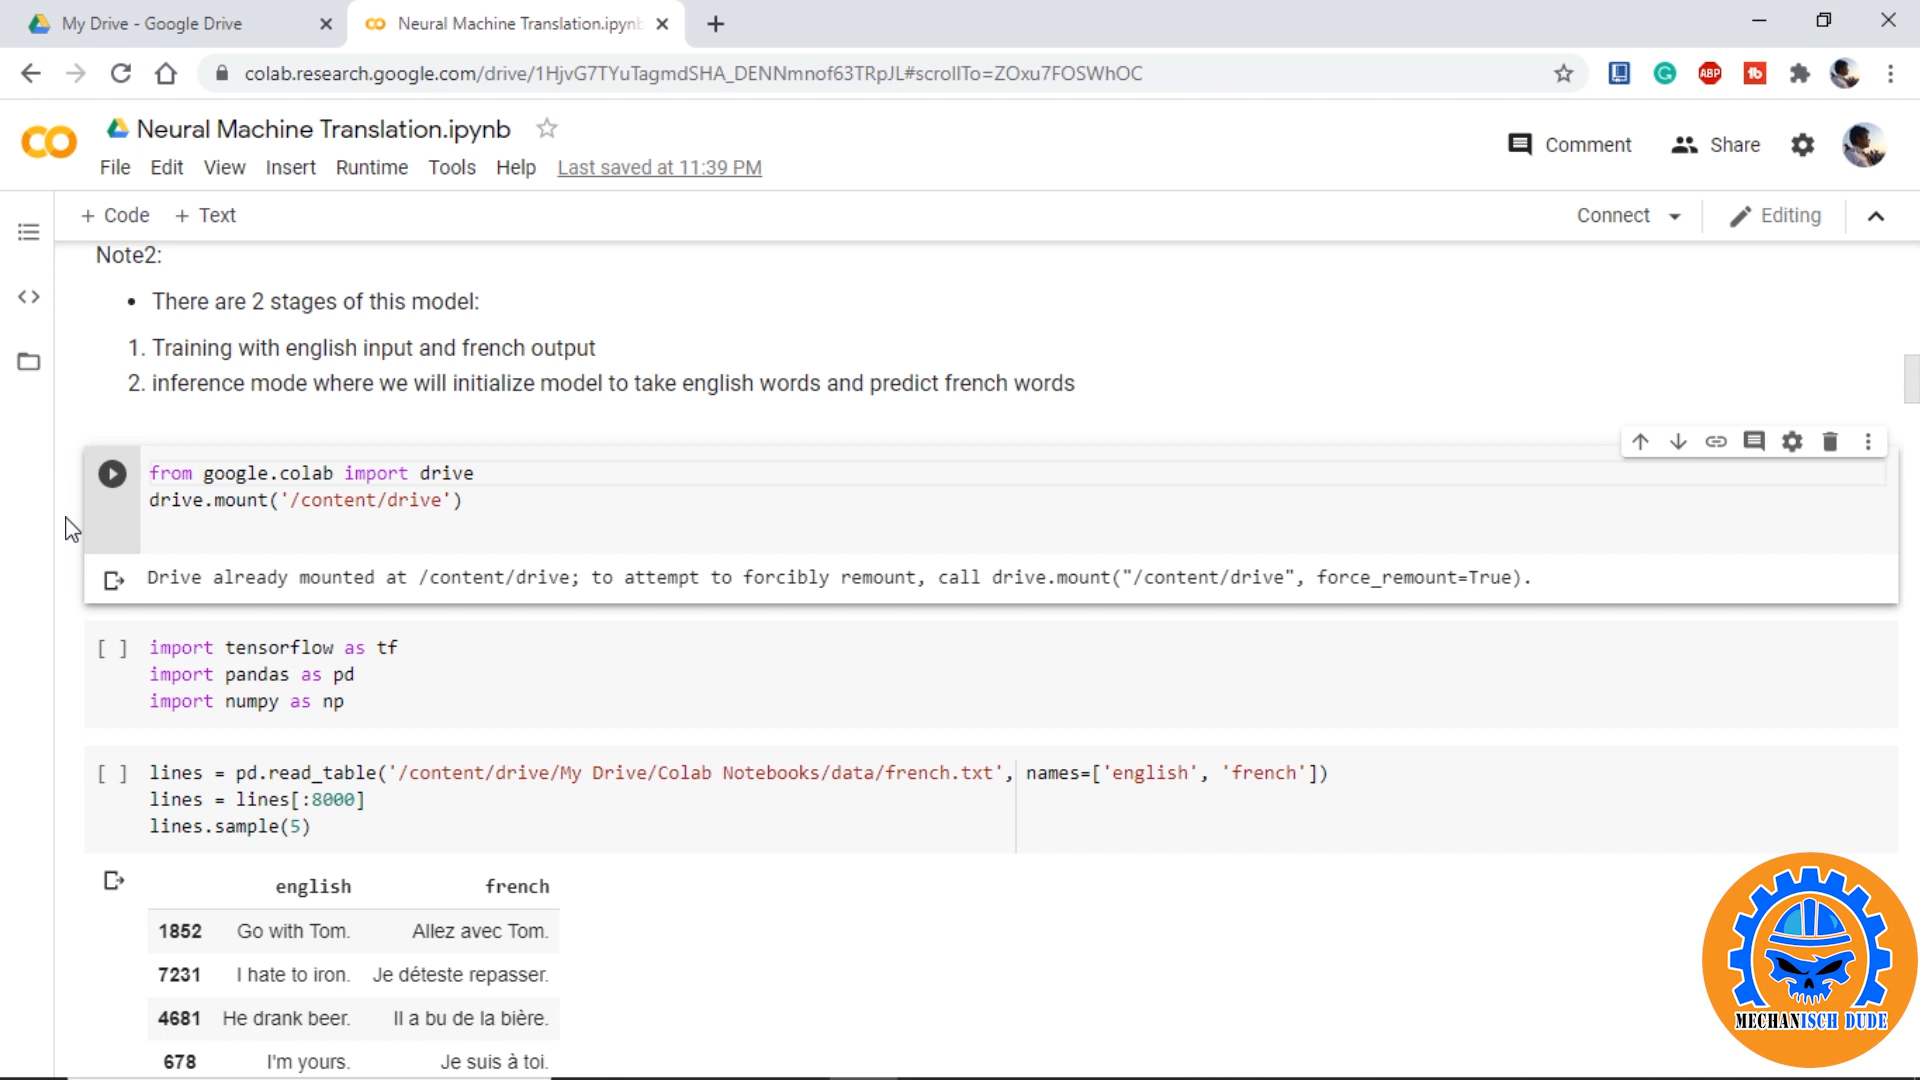 My Drive - Google Drive
Neural Machine Translation.ipynb
colab.research.google.com/drive/1HjvG7TYuTagmdSHA_DENNmnof63TRpJL#scrollTo=ZOxu7FOSWhOC
ABP
Neural Machine Translation.ipynb
File Edit View Insert Runtime Tools Help Last saved at 11:39 PM
Comment Share
+ Code + Text
Connect Editing
Note2:
• There are 2 stages of this model:
1. Training with english input and french output
2. inference mode where we will initialize model to take english words and predict french words
from google.colab import drive
drive.mount('/content/drive')
Drive already mounted at /content/drive; to attempt to forcibly remount, call drive.mount("/content/drive", force_remount=True).
[ ] import tensorflow as tf
import pandas as pd
import numpy as np
[ ] lines = pd.read_table('/content/drive/My Drive/Colab Notebooks/data/french.txt', names=['english', 'french'])
lines = lines[:8000]
lines.sample(5)
english french
1852 Go with Tom. Allez avec Tom.
7231 I hate to iron. Je déteste repasser.
4681 He drank beer. Il a bu de la bière.
678 I'm yours. Je suis à toi.
MECHANISCH DUDE